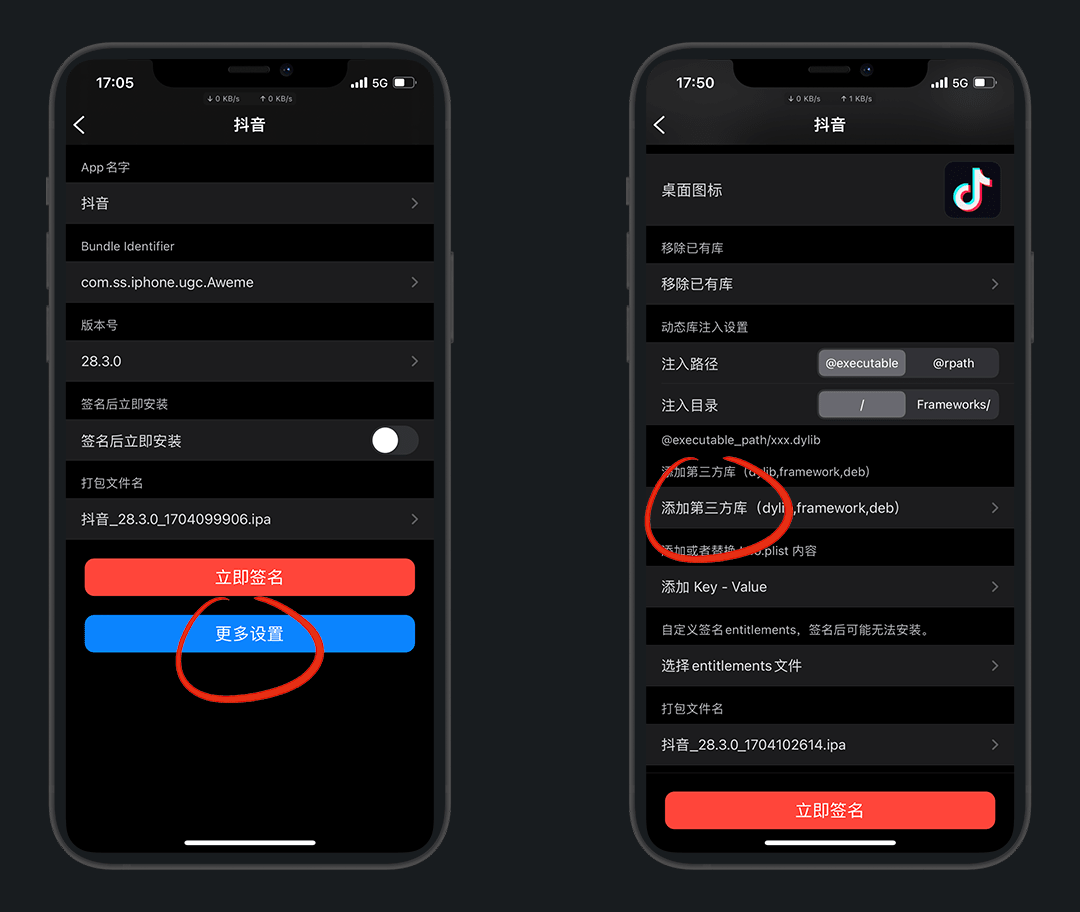 17:05
5G
↓ 0 KB/s ↑ 0 KB/s
抖音
App 名字
抖音
Bundle Identifier
com.ss.iphone.ugc.Aweme
版本号
28.3.0
签名后立即安装
签名后立即安装
打包文件名
抖音_28.3.0_1704099906.ipa
立即签名
更多设置
17:50
5G
↓ 0 KB/s ↑ 1 KB/s
抖音
桌面图标
移除已有库
移除已有库
动态库注入设置
注入路径 @executable @rpath
注入目录 / Frameworks/
@executable_path/xxx.dylib
添加第三方库（dylib,framework,deb）
添加第三方库（dylib,framework,deb）
添加或者替换 Info.plist 内容
添加 Key - Value
自定义签名 entitlements，签名后可能无法安装。
选择 entitlements 文件
打包文件名
抖音_28.3.0_1704102614.ipa
立即签名